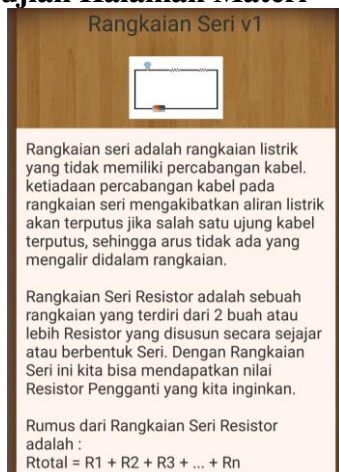 Halaman Materi
Rangkaian Seri v1
Rangkaian seri adalah rangkaian listrik
yang tidak memiliki percabangan kabel.
ketiadaan percabangan kabel pada
rangkaian seri mengakibatkan aliran listrik
akan terputus jika salah satu ujung kabel
terputus, sehingga arus tidak ada yang
mengalir didalam rangkaian.
Rangkaian Seri Resistor adalah sebuah
rangkaian yang terdiri dari 2 buah atau
lebih Resistor yang disusun secara sejajar
atau berbentuk Seri. Dengan Rangkaian
Seri ini kita bisa mendapatkan nilai
Resistor Pengganti yang kita inginkan.
Rumus dari Rangkaian Seri Resistor
adalah :
Rtotal = R1 + R2 + R3 + ... + Rn